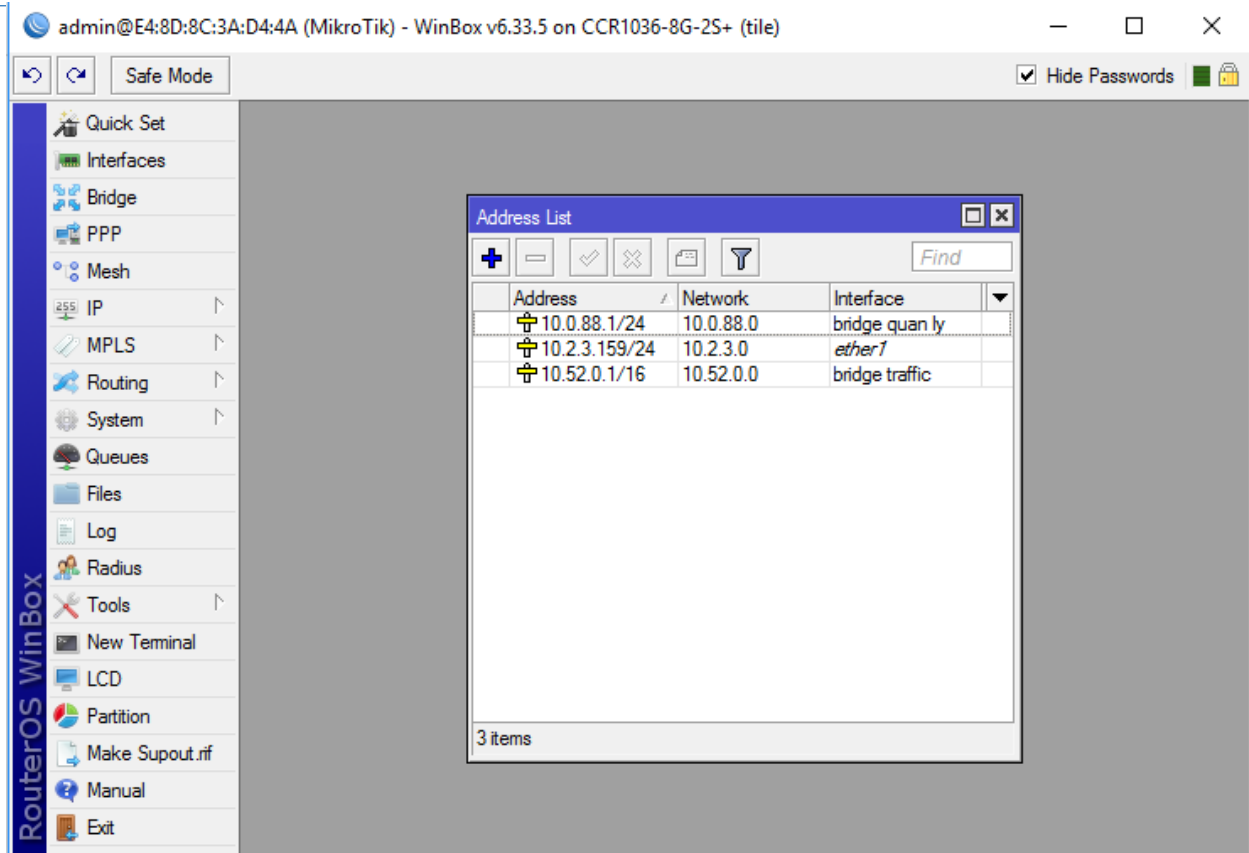 admin@E4:8D:8C:3A:D4:4A (MikroTik) - WinBox v6.33.5 on CCR1036-8G-2S+ (tile)
Safe Mode
Hide Passwords
Quick Set
Interfaces
Bridge
PPP
Mesh
255 IP
MPLS
Routing
System
Queues
Files
Log
Radius
Tools
New Terminal
LCD
Partition
Make Supout.rif
Manual
Exit
RouterOS WinBox
Address List
Find
Address Network Interface
10.0.88.1/24 10.0.88.0 bridge quan ly
10.2.3.159/24 10.2.3.0 ether1
10.52.0.1/16 10.52.0.0 bridge traffic
3 items